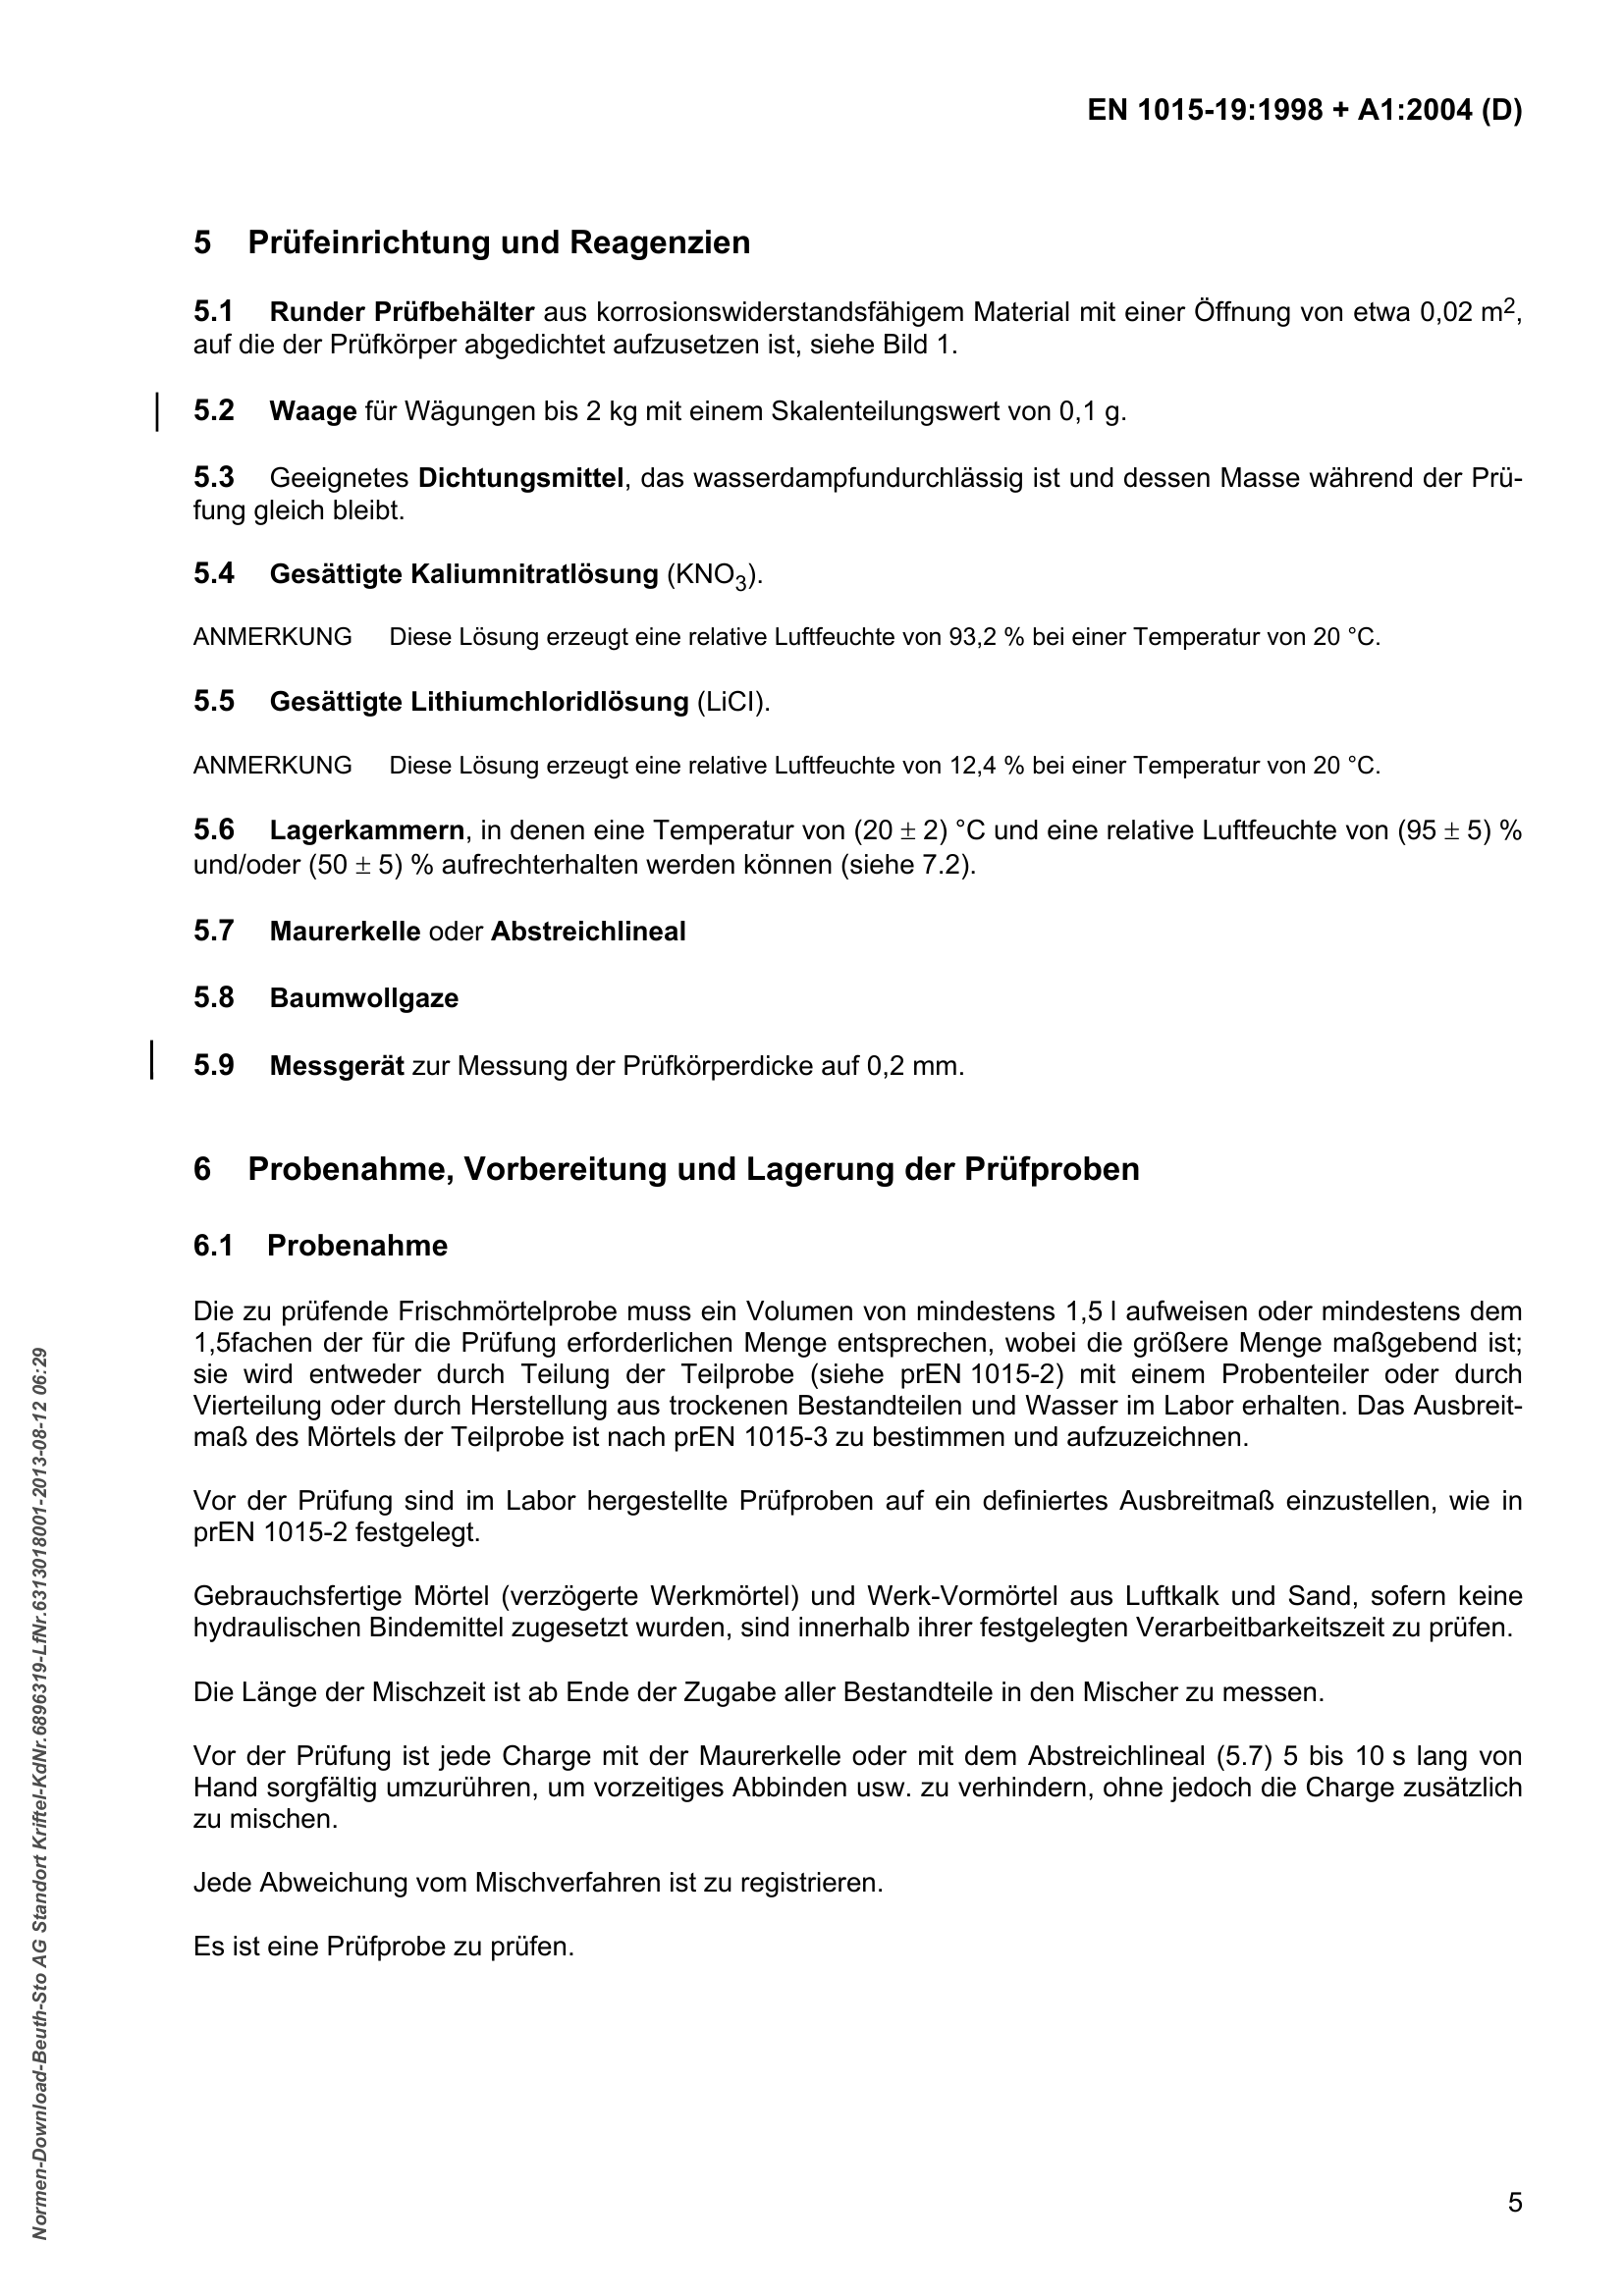 EN 1015-19:1998 + A1:2004 (D)
5 Prüfeinrichtung und Reagenzien
5.1 Runder Prüfbehälter aus korrosionswiderstandsfähigem Material mit einer Öffnung von etwa 0,02 m²,
auf die der Prüfkörper abgedichtet aufzusetzen ist, siehe Bild 1.
5.2 Waage für Wägungen bis 2 kg mit einem Skalenteilungswert von 0,1 g.
5.3 Geeignetes Dichtungsmittel, das wasserdampfundurchlässig ist und dessen Masse während der Prü-
fung gleich bleibt.
5.4 Gesättigte Kaliumnitratlösung (KNO₃).
ANMERKUNG Diese Lösung erzeugt eine relative Luftfeuchte von 93,2 % bei einer Temperatur von 20 °C.
5.5 Gesättigte Lithiumchloridlösung (LiCl).
ANMERKUNG Diese Lösung erzeugt eine relative Luftfeuchte von 12,4 % bei einer Temperatur von 20 °C.
5.6 Lagerkammern, in denen eine Temperatur von (20 ± 2) °C und eine relative Luftfeuchte von (95 ± 5) %
und/oder (50 ± 5) % aufrechterhalten werden können (siehe 7.2).
5.7 Maurerkelle oder Abstreichlineal
5.8 Baumwollgaze
5.9 Messgerät zur Messung der Prüfkörperdicke auf 0,2 mm.
6 Probenahme, Vorbereitung und Lagerung der Prüfproben
6.1 Probenahme
Die zu prüfende Frischmörtelprobe muss ein Volumen von mindestens 1,5 l aufweisen oder mindestens dem
1,5fachen der für die Prüfung erforderlichen Menge entsprechen, wobei die größere Menge maßgebend ist;
sie wird entweder durch Teilung der Teilprobe (siehe prEN 1015-2) mit einem Probenteiler oder durch
Vierteilung oder durch Herstellung aus trockenen Bestandteilen und Wasser im Labor erhalten. Das Ausbreit-
maß des Mörtels der Teilprobe ist nach prEN 1015-3 zu bestimmen und aufzuzeichnen.
Vor der Prüfung sind im Labor hergestellte Prüfproben auf ein definiertes Ausbreitmaß einzustellen, wie in
prEN 1015-2 festgelegt.
Gebrauchsfertige Mörtel (verzögerte Werkmörtel) und Werk-Vormörtel aus Luftkalk und Sand, sofern keine
hydraulischen Bindemittel zugesetzt wurden, sind innerhalb ihrer festgelegten Verarbeitbarkeitszeit zu prüfen.
Die Länge der Mischzeit ist ab Ende der Zugabe aller Bestandteile in den Mischer zu messen.
Vor der Prüfung ist jede Charge mit der Maurerkelle oder mit dem Abstreichlineal (5.7) 5 bis 10 s lang von
Hand sorgfältig umzurühren, um vorzeitiges Abbinden usw. zu verhindern, ohne jedoch die Charge zusätzlich
zu mischen.
Jede Abweichung vom Mischverfahren ist zu registrieren.
Es ist eine Prüfprobe zu prüfen.
Normen-Download-Beuth-Sto AG Standort Kriftel-KdNr.6896319-LfNr.6313018001-2013-08-12 06:29
5